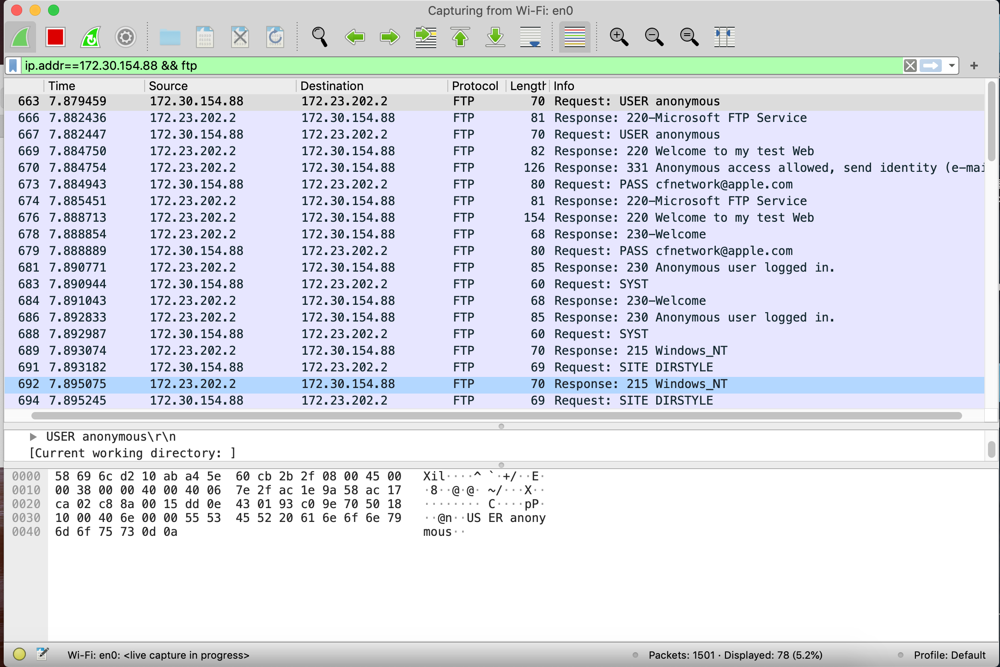 Capturing from Wi-Fi: en0
ip.addr==172.30.154.88 && ftp
Time Source Destination Protocol Length Info
663 7.879459 172.30.154.88 172.23.202.2 FTP 70 Request: USER anonymous
666 7.882436 172.23.202.2 172.30.154.88 FTP 81 Response: 220-Microsoft FTP Service
667 7.882447 172.30.154.88 172.23.202.2 FTP 70 Request: USER anonymous
669 7.884750 172.23.202.2 172.30.154.88 FTP 82 Response: 220 Welcome to my test Web
670 7.884754 172.23.202.2 172.30.154.88 FTP 126 Response: 331 Anonymous access allowed, send identity (e-mai
673 7.884943 172.30.154.88 172.23.202.2 FTP 80 Request: PASS cfnetwork@apple.com
674 7.885451 172.23.202.2 172.30.154.88 FTP 81 Response: 220-Microsoft FTP Service
676 7.888713 172.23.202.2 172.30.154.88 FTP 154 Response: 220 Welcome to my test Web
678 7.888854 172.23.202.2 172.30.154.88 FTP 68 Response: 230-Welcome
679 7.888889 172.30.154.88 172.23.202.2 FTP 80 Request: PASS cfnetwork@apple.com
681 7.890771 172.23.202.2 172.30.154.88 FTP 85 Response: 230 Anonymous user logged in.
683 7.890944 172.30.154.88 172.23.202.2 FTP 60 Request: SYST
684 7.891043 172.23.202.2 172.30.154.88 FTP 68 Response: 230-Welcome
686 7.892833 172.23.202.2 172.30.154.88 FTP 85 Response: 230 Anonymous user logged in.
688 7.892987 172.30.154.88 172.23.202.2 FTP 60 Request: SYST
689 7.893074 172.23.202.2 172.30.154.88 FTP 70 Response: 215 Windows_NT
691 7.893182 172.30.154.88 172.23.202.2 FTP 69 Request: SITE DIRSTYLE
692 7.895075 172.23.202.2 172.30.154.88 FTP 70 Response: 215 Windows_NT
694 7.895245 172.30.154.88 172.23.202.2 FTP 69 Request: SITE DIRSTYLE
USER anonymous\r\n
[Current working directory: ]
0000 58 69 6c d2 10 ab a4 5e 60 cb 2b 2f 08 00 45 00 Xil····^ `·+/··E·
0010 00 38 00 00 40 00 40 06 7e 2f ac 1e 9a 58 ac 17 ·8··@·@· ~/···X··
0020 ca 02 c8 8a 00 15 dd 0e 43 01 93 c0 9e 70 50 18 ········ C····pP·
0030 10 00 40 6e 00 00 55 53 45 52 20 61 6e 6f 6e 79 ··@n··US ER anony
0040 6d 6f 75 73 0d 0a mous··
Wi-Fi: en0: <live capture in progress> Packets: 1501 · Displayed: 78 (5.2%) Profile: Default